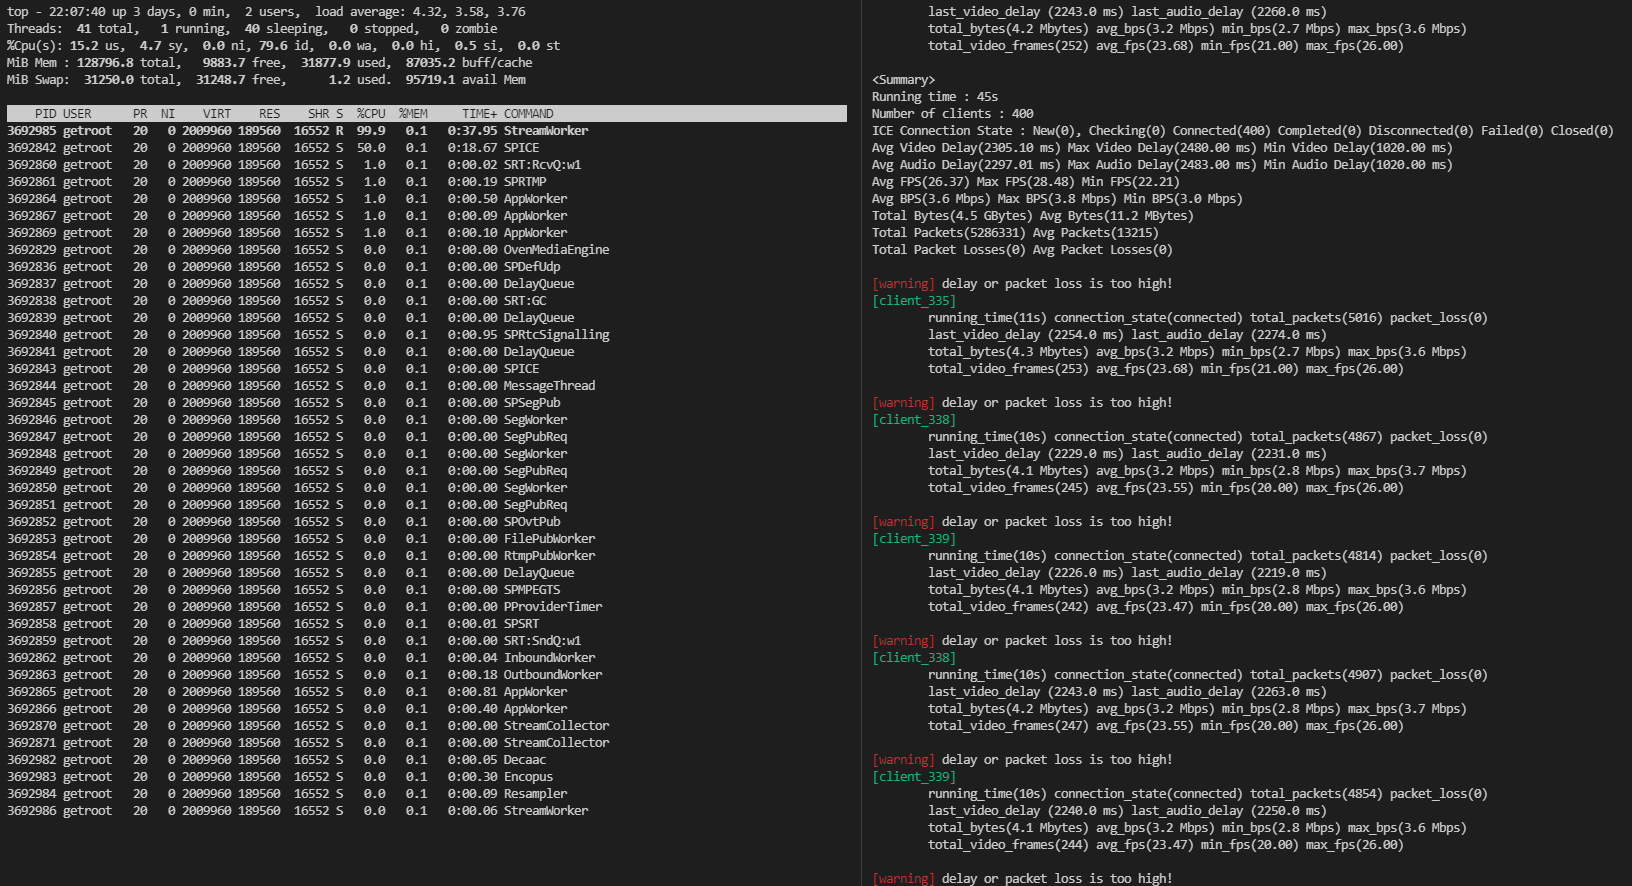 top - 22:07:40 up 3 days, 0 min,  2 users,  load average: 4.32, 3.58, 3.76
Threads:  41 total,   1 running,  40 sleeping,   0 stopped,   0 zombie
%Cpu(s): 15.2 us,  4.7 sy,  0.0 ni, 79.6 id,  0.0 wa,  0.0 hi,  0.5 si,  0.0 st
MiB Mem : 128796.8 total,   9883.7 free,  31877.9 used,  87035.2 buff/cache
MiB Swap:  31250.0 total,  31248.7 free,      1.2 used.  95719.1 avail Mem
PID USER PR NI VIRT RES SHR S %CPU %MEM TIME+ COMMAND
3692985 getroot 20 0 2009960 189560 16552 R 99.9 0.1 0:37.95 StreamWorker
3692842 getroot 20 0 2009960 189560 16552 S 50.0 0.1 0:18.67 SPICE
3692860 getroot 20 0 2009960 189560 16552 S 1.0 0.1 0:00.02 SRT:RcvQ:w1
3692861 getroot 20 0 2009960 189560 16552 S 1.0 0.1 0:00.19 SPRTMP
3692864 getroot 20 0 2009960 189560 16552 S 1.0 0.1 0:00.50 AppWorker
3692867 getroot 20 0 2009960 189560 16552 S 1.0 0.1 0:00.09 AppWorker
3692869 getroot 20 0 2009960 189560 16552 S 1.0 0.1 0:00.10 AppWorker
3692829 getroot 20 0 2009960 189560 16552 S 0.0 0.1 0:00.00 OvenMediaEngine
3692836 getroot 20 0 2009960 189560 16552 S 0.0 0.1 0:00.00 SPDefUdp
3692837 getroot 20 0 2009960 189560 16552 S 0.0 0.1 0:00.00 DelayQueue
3692838 getroot 20 0 2009960 189560 16552 S 0.0 0.1 0:00.00 SRT:GC
3692839 getroot 20 0 2009960 189560 16552 S 0.0 0.1 0:00.00 DelayQueue
3692840 getroot 20 0 2009960 189560 16552 S 0.0 0.1 0:00.95 SPRtcSignalling
3692841 getroot 20 0 2009960 189560 16552 S 0.0 0.1 0:00.00 DelayQueue
3692843 getroot 20 0 2009960 189560 16552 S 0.0 0.1 0:00.00 SPICE
3692844 getroot 20 0 2009960 189560 16552 S 0.0 0.1 0:00.00 MessageThread
3692845 getroot 20 0 2009960 189560 16552 S 0.0 0.1 0:00.00 SPSegPub
3692846 getroot 20 0 2009960 189560 16552 S 0.0 0.1 0:00.00 SegWorker
3692847 getroot 20 0 2009960 189560 16552 S 0.0 0.1 0:00.00 SegPubReq
3692848 getroot 20 0 2009960 189560 16552 S 0.0 0.1 0:00.00 SegWorker
3692849 getroot 20 0 2009960 189560 16552 S 0.0 0.1 0:00.00 SegPubReq
3692850 getroot 20 0 2009960 189560 16552 S 0.0 0.1 0:00.00 SegWorker
3692851 getroot 20 0 2009960 189560 16552 S 0.0 0.1 0:00.00 SegPubReq
3692852 getroot 20 0 2009960 189560 16552 S 0.0 0.1 0:00.00 SPOvtPub
3692853 getroot 20 0 2009960 189560 16552 S 0.0 0.1 0:00.00 FilePubWorker
3692854 getroot 20 0 2009960 189560 16552 S 0.0 0.1 0:00.00 RtmpPubWorker
3692855 getroot 20 0 2009960 189560 16552 S 0.0 0.1 0:00.00 DelayQueue
3692856 getroot 20 0 2009960 189560 16552 S 0.0 0.1 0:00.00 SPMPEGTS
3692857 getroot 20 0 2009960 189560 16552 S 0.0 0.1 0:00.00 PProviderTimer
3692858 getroot 20 0 2009960 189560 16552 S 0.0 0.1 0:00.01 SPSRT
3692859 getroot 20 0 2009960 189560 16552 S 0.0 0.1 0:00.00 SRT:SndQ:w1
3692862 getroot 20 0 2009960 189560 16552 S 0.0 0.1 0:00.04 InboundWorker
3692863 getroot 20 0 2009960 189560 16552 S 0.0 0.1 0:00.18 OutboundWorker
3692865 getroot 20 0 2009960 189560 16552 S 0.0 0.1 0:00.81 AppWorker
3692866 getroot 20 0 2009960 189560 16552 S 0.0 0.1 0:00.40 AppWorker
3692870 getroot 20 0 2009960 189560 16552 S 0.0 0.1 0:00.00 StreamCollector
3692871 getroot 20 0 2009960 189560 16552 S 0.0 0.1 0:00.00 StreamCollector
3692982 getroot 20 0 2009960 189560 16552 S 0.0 0.1 0:00.05 Decaac
3692983 getroot 20 0 2009960 189560 16552 S 0.0 0.1 0:00.30 Encopus
3692984 getroot 20 0 2009960 189560 16552 S 0.0 0.1 0:00.09 Resampler
3692986 getroot 20 0 2009960 189560 16552 S 0.0 0.1 0:00.06 StreamWorker
last_video_delay (2243.0 ms) last_audio_delay (2260.0 ms)
total_bytes(4.2 Mbytes) avg_bps(3.2 Mbps) min_bps(2.7 Mbps) max_bps(3.6 Mbps)
total_video_frames(252) avg_fps(23.68) min_fps(21.00) max_fps(26.00)
<Summary>
Running time : 45s
Number of clients : 400
ICE Connection State : New(0), Checking(0) Connected(400) Completed(0) Disconnected(0) Failed(0) Closed(0)
Avg Video Delay(2305.10 ms) Max Video Delay(2480.00 ms) Min Video Delay(1020.00 ms)
Avg Audio Delay(2297.01 ms) Max Audio Delay(2483.00 ms) Min Audio Delay(1020.00 ms)
Avg FPS(26.37) Max FPS(28.48) Min FPS(22.21)
Avg BPS(3.6 Mbps) Max BPS(3.8 Mbps) Min BPS(3.0 Mbps)
Total Bytes(4.5 GBytes) Avg Bytes(11.2 MBytes)
Total Packets(5286331) Avg Packets(13215)
Total Packet Losses(0) Avg Packet Losses(0)
[warning] delay or packet loss is too high!
[client_335]
running_time(11s) connection_state(connected) total_packets(5016) packet_loss(0)
last_video_delay (2254.0 ms) last_audio_delay (2274.0 ms)
total_bytes(4.3 Mbytes) avg_bps(3.2 Mbps) min_bps(2.7 Mbps) max_bps(3.6 Mbps)
total_video_frames(253) avg_fps(23.68) min_fps(21.00) max_fps(26.00)
[warning] delay or packet loss is too high!
[client_338]
running_time(10s) connection_state(connected) total_packets(4867) packet_loss(0)
last_video_delay (2229.0 ms) last_audio_delay (2231.0 ms)
total_bytes(4.1 Mbytes) avg_bps(3.2 Mbps) min_bps(2.8 Mbps) max_bps(3.7 Mbps)
total_video_frames(245) avg_fps(23.55) min_fps(20.00) max_fps(26.00)
[warning] delay or packet loss is too high!
[client_339]
running_time(10s) connection_state(connected) total_packets(4814) packet_loss(0)
last_video_delay (2226.0 ms) last_audio_delay (2219.0 ms)
total_bytes(4.1 Mbytes) avg_bps(3.2 Mbps) min_bps(2.8 Mbps) max_bps(3.6 Mbps)
total_video_frames(242) avg_fps(23.47) min_fps(20.00) max_fps(26.00)
[warning] delay or packet loss is too high!
[client_338]
running_time(10s) connection_state(connected) total_packets(4907) packet_loss(0)
last_video_delay (2243.0 ms) last_audio_delay (2263.0 ms)
total_bytes(4.2 Mbytes) avg_bps(3.2 Mbps) min_bps(2.8 Mbps) max_bps(3.7 Mbps)
total_video_frames(247) avg_fps(23.55) min_fps(20.00) max_fps(26.00)
[warning] delay or packet loss is too high!
[client_339]
running_time(10s) connection_state(connected) total_packets(4854) packet_loss(0)
last_video_delay (2240.0 ms) last_audio_delay (2250.0 ms)
total_bytes(4.1 Mbytes) avg_bps(3.2 Mbps) min_bps(2.8 Mbps) max_bps(3.6 Mbps)
total_video_frames(244) avg_fps(23.47) min_fps(20.00) max_fps(26.00)
[warning] delay or packet loss is too high!